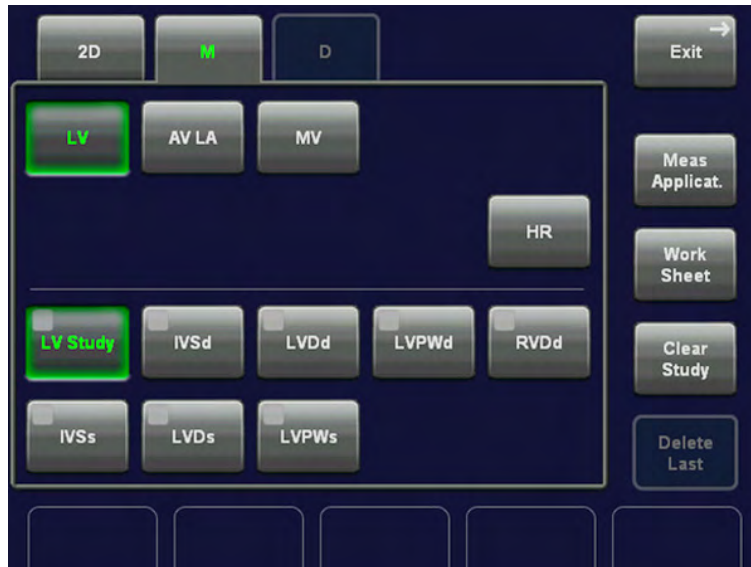 2D
M
D
Exit
LV
AV LA
MV
Meas
Applicat.
HR
Work
Sheet
LV Study
IVSd
LVDd
LVPWd
RVDd
Clear
Study
IVSs
LVDs
LVPWs
Delete
Last